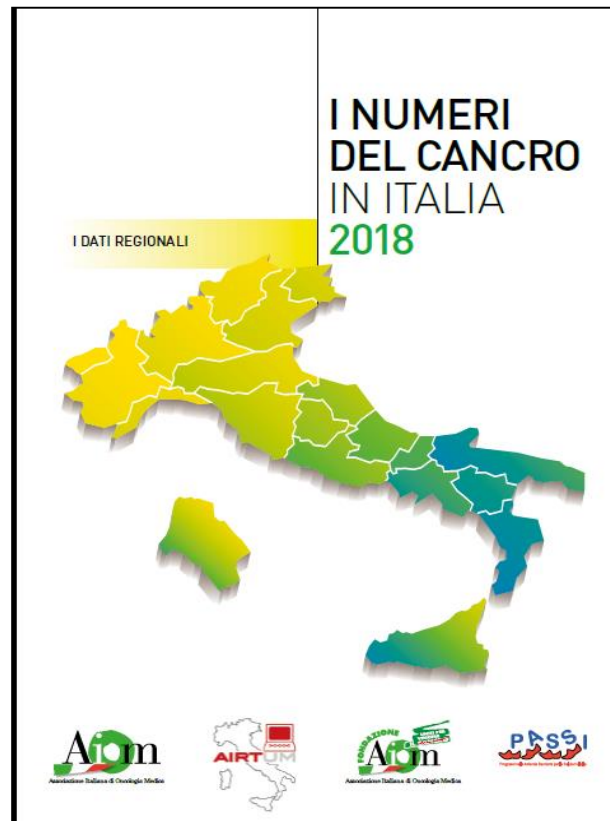 I NUMERI
DEL CANCRO
IN ITALIA
2018
I DATI REGIONALI
Aiom
Associazione Italiana di Oncologia Medica
AIRTUM
FONDAZIONE
Aiom
Associazione Italiana di Oncologia Medica
PASSI